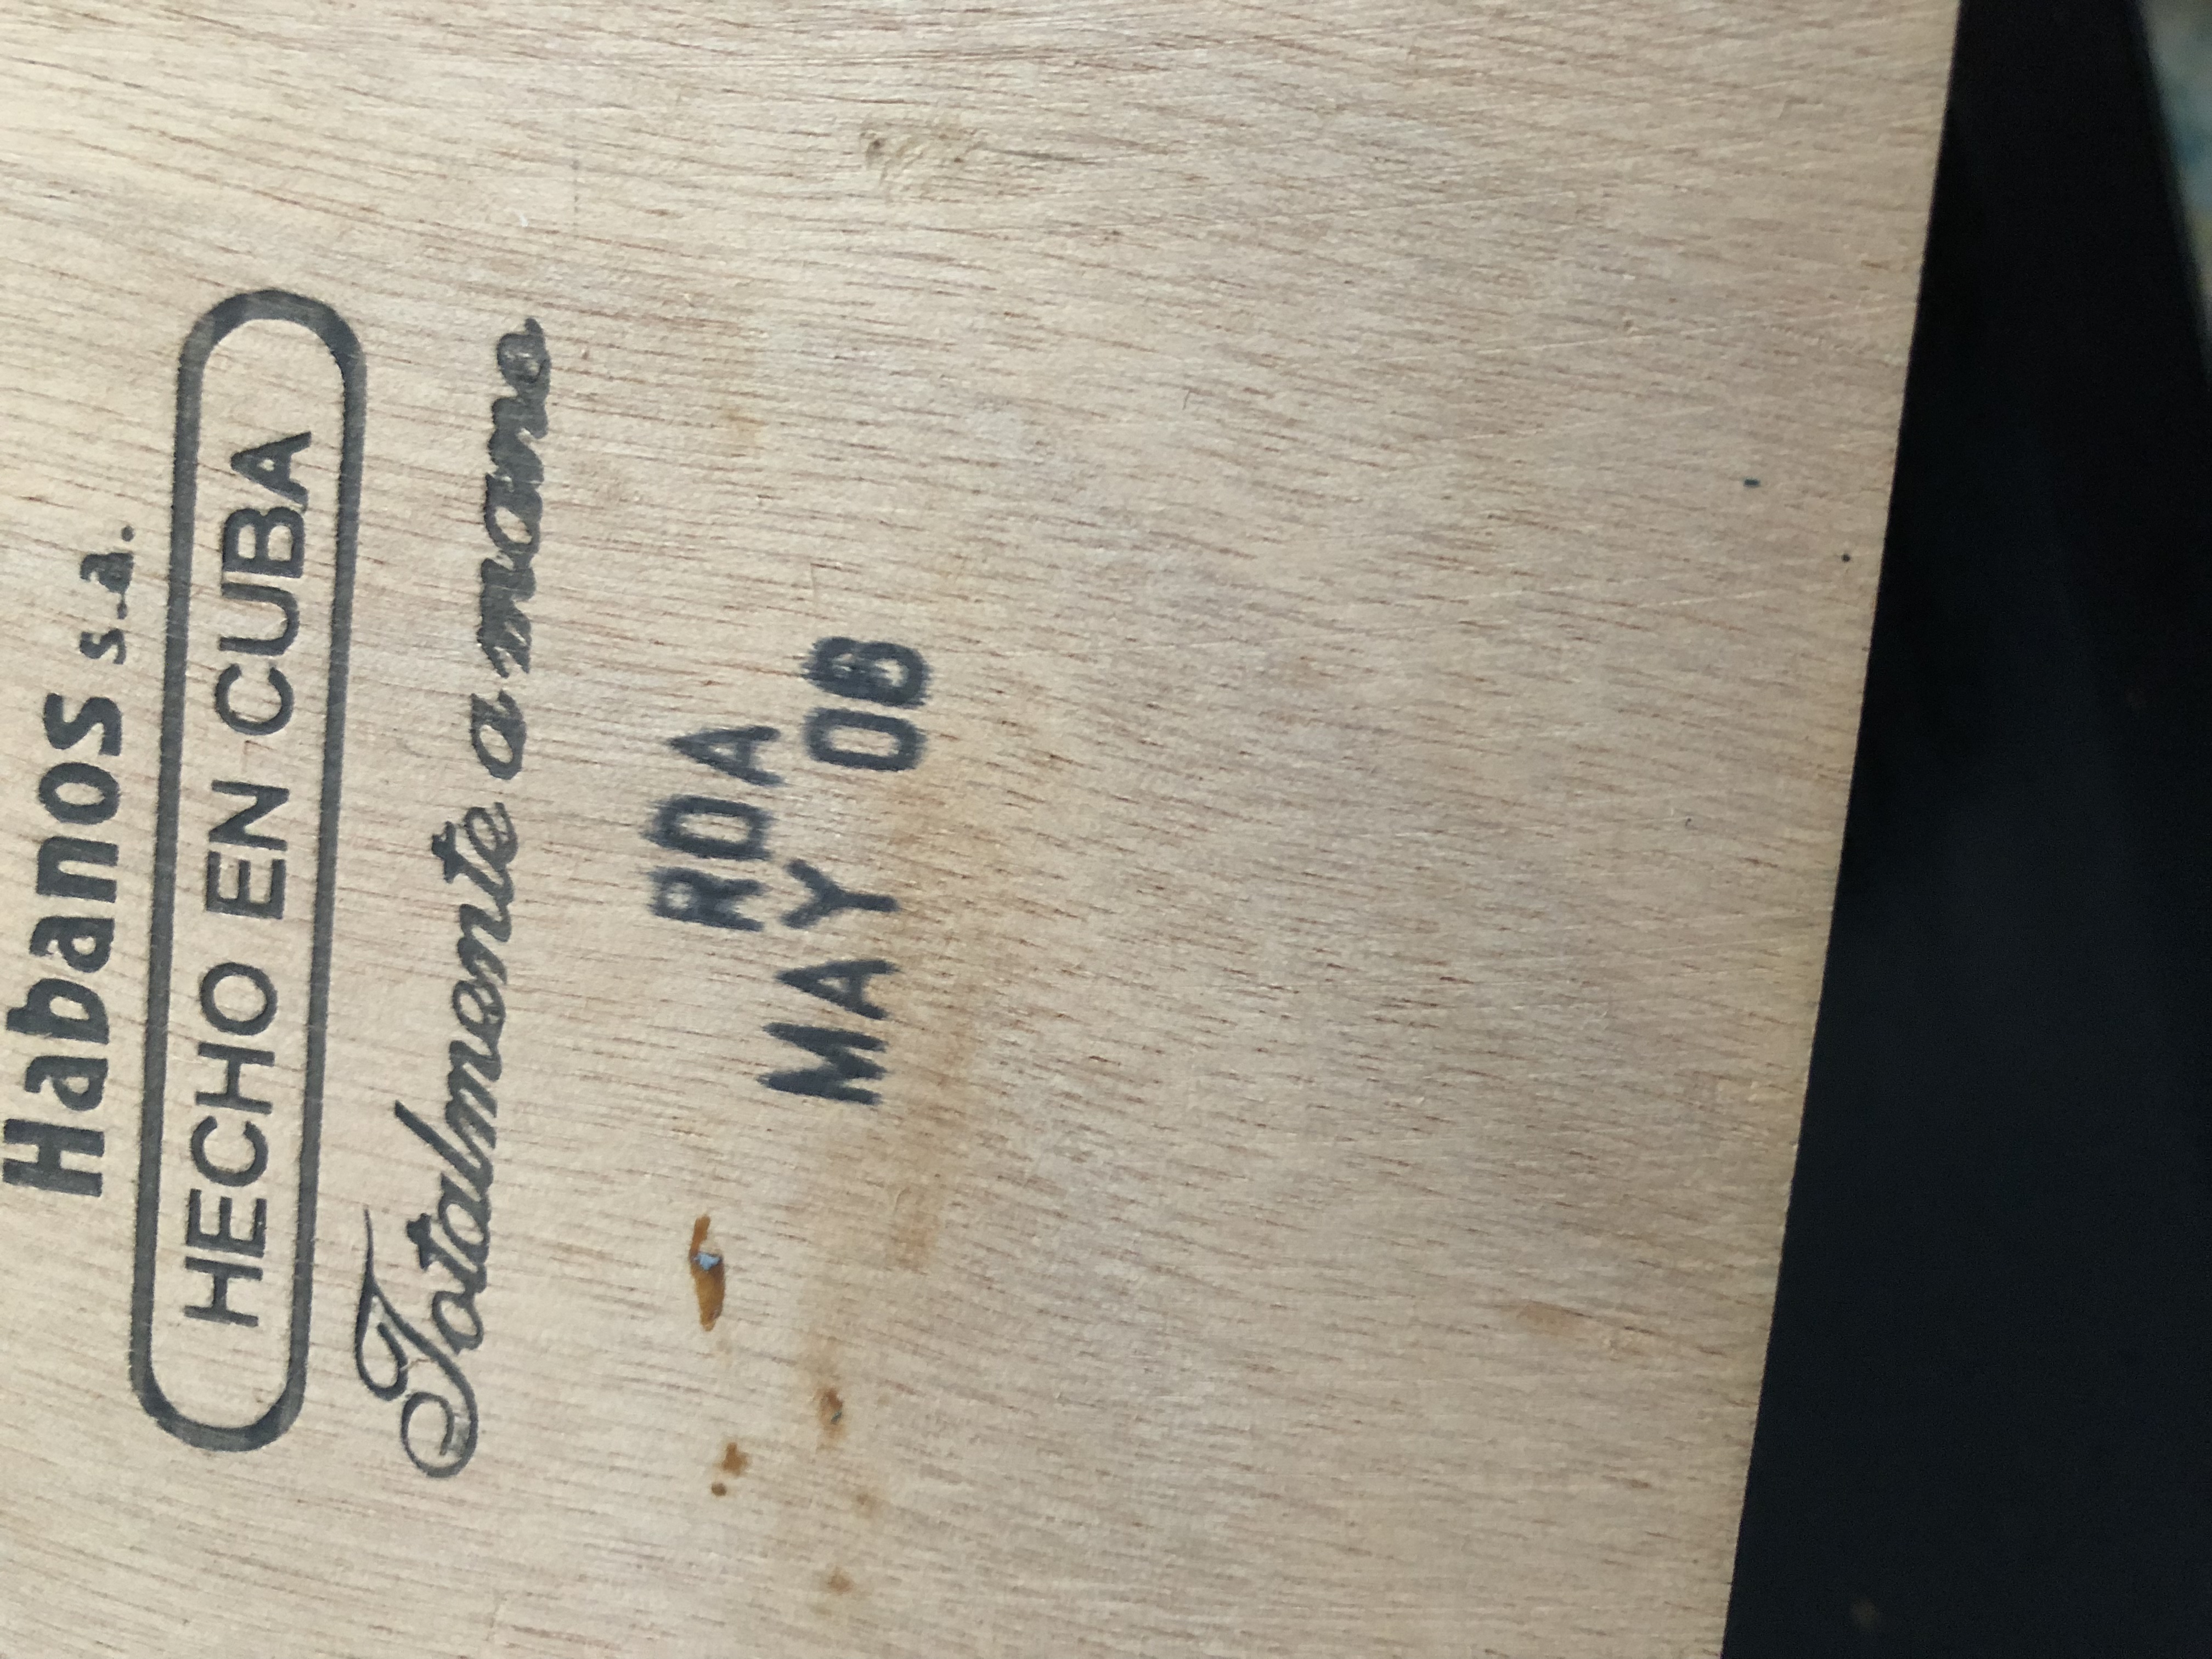 Habanos s.a.
HECHO EN CUBA
Totalmente a mano
RDA
MAY 08